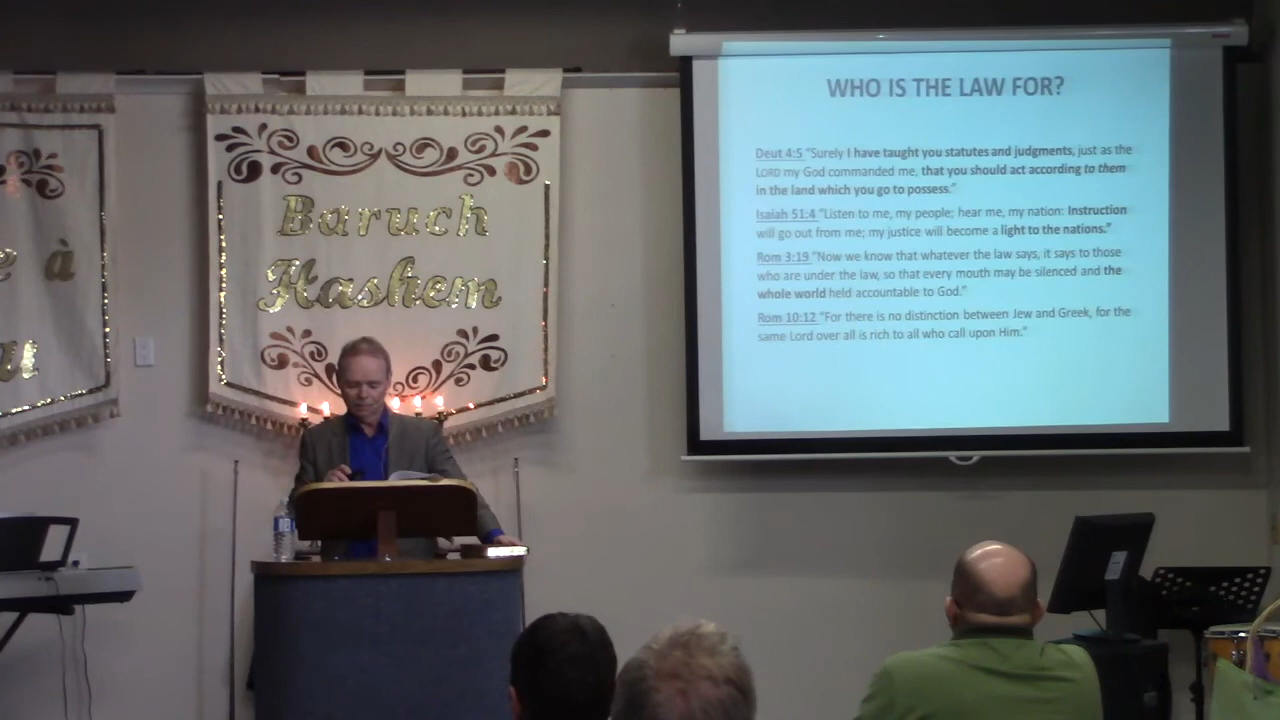 e à
Baruch
Hashem
WHO IS THE LAW FOR?
Deut 4:5 "Surely I have taught you statutes and judgments, just as the
LORD my God commanded me, that you should act according to them
in the land which you go to possess."
Isaiah 51:4 "Listen to me, my people; hear me, my nation: Instruction
will go out from me; my justice will become a light to the nations."
Rom 3:19 "Now we know that whatever the law says, it says to those
who are under the law, so that every mouth may be silenced and the
whole world held accountable to God."
Rom 10:12 "For there is no distinction between Jew and Greek, for the
same Lord over all is rich to all who call upon Him."